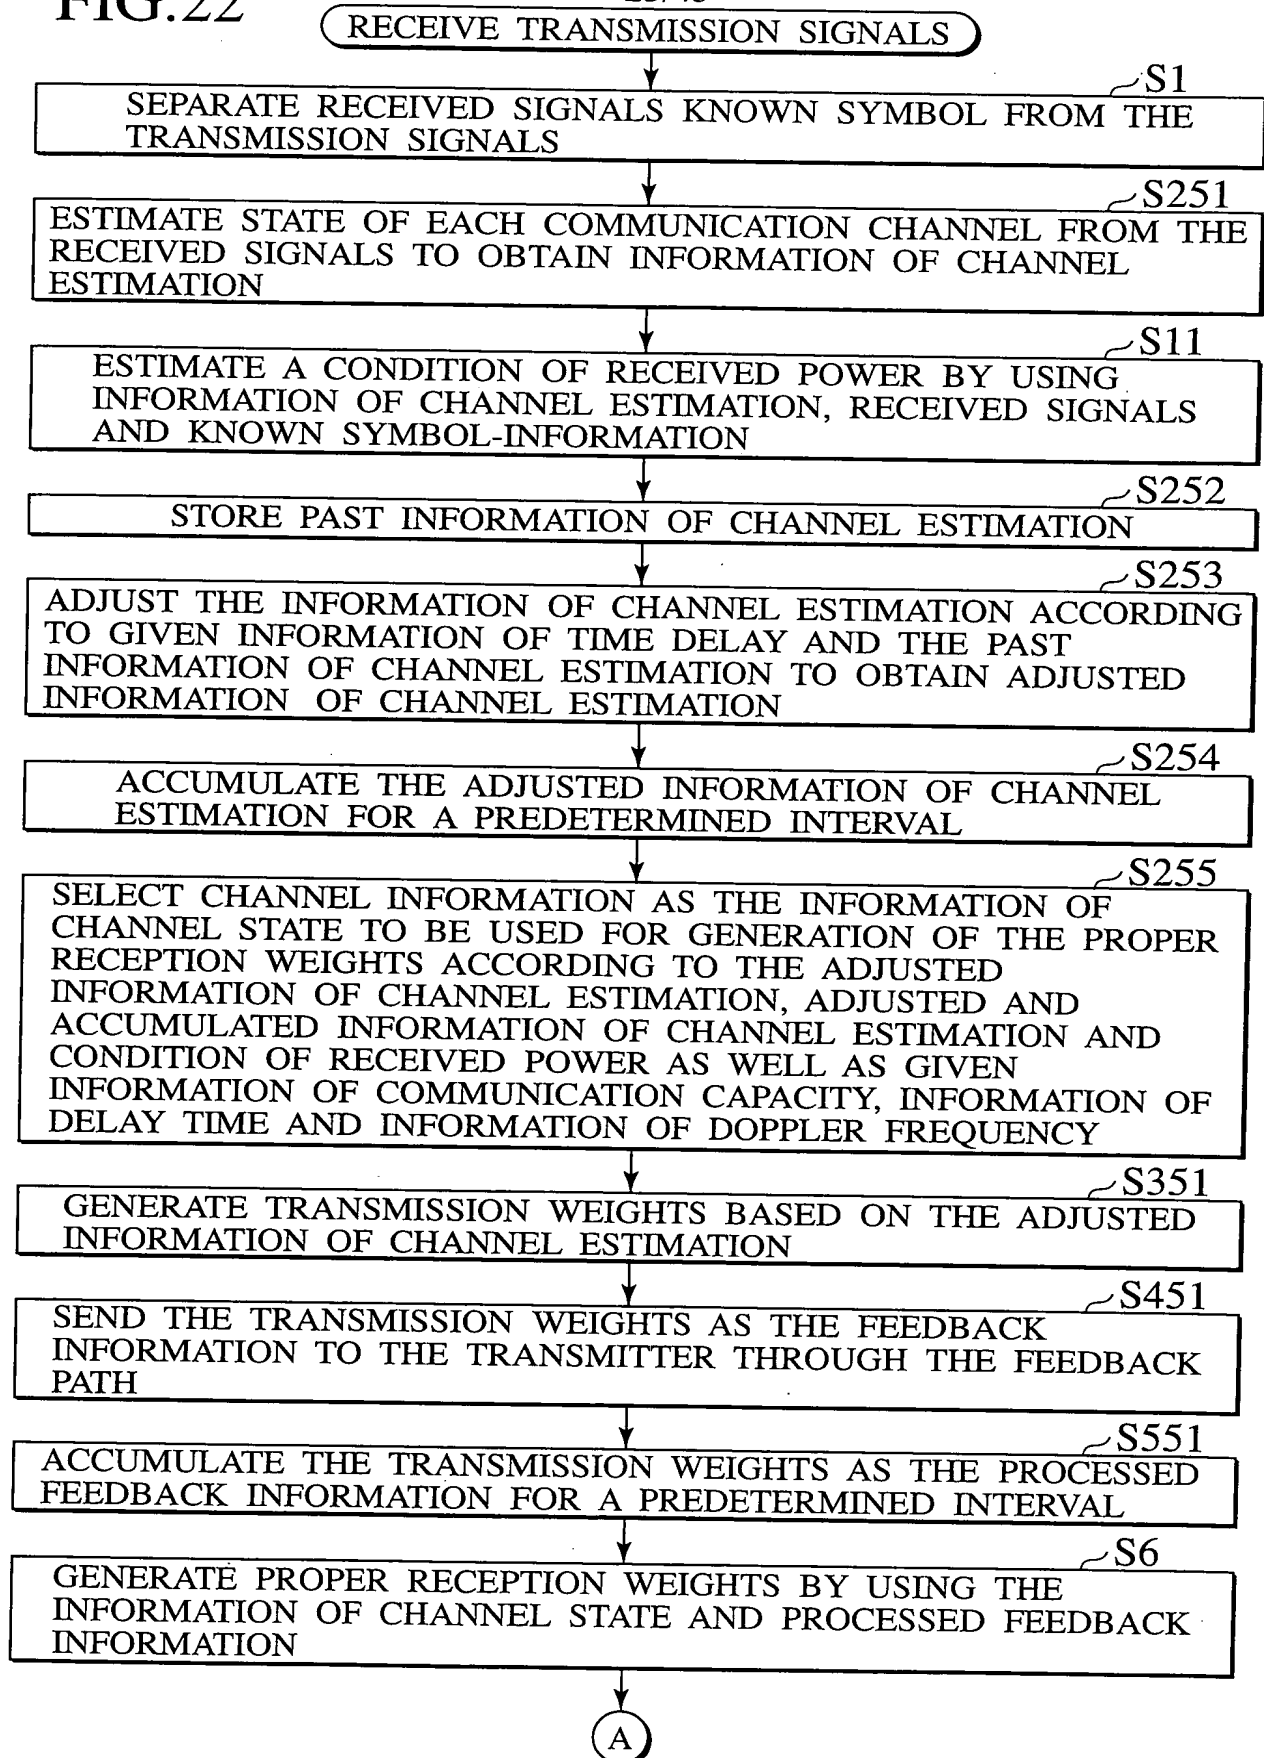 FIG.22
RECEIVE TRANSMISSION SIGNALS
S1
SEPARATE RECEIVED SIGNALS KNOWN SYMBOL FROM THE
TRANSMISSION SIGNALS
S251
ESTIMATE STATE OF EACH COMMUNICATION CHANNEL FROM THE
RECEIVED SIGNALS TO OBTAIN INFORMATION OF CHANNEL
ESTIMATION
S11
ESTIMATE A CONDITION OF RECEIVED POWER BY USING
INFORMATION OF CHANNEL ESTIMATION, RECEIVED SIGNALS
AND KNOWN SYMBOL-INFORMATION
S252
STORE PAST INFORMATION OF CHANNEL ESTIMATION
S253
ADJUST THE INFORMATION OF CHANNEL ESTIMATION ACCORDING
TO GIVEN INFORMATION OF TIME DELAY AND THE PAST
INFORMATION OF CHANNEL ESTIMATION TO OBTAIN ADJUSTED
INFORMATION OF CHANNEL ESTIMATION
S254
ACCUMULATE THE ADJUSTED INFORMATION OF CHANNEL
ESTIMATION FOR A PREDETERMINED INTERVAL
S255
SELECT CHANNEL INFORMATION AS THE INFORMATION OF
CHANNEL STATE TO BE USED FOR GENERATION OF THE PROPER
RECEPTION WEIGHTS ACCORDING TO THE ADJUSTED
INFORMATION OF CHANNEL ESTIMATION, ADJUSTED AND
ACCUMULATED INFORMATION OF CHANNEL ESTIMATION AND
CONDITION OF RECEIVED POWER AS WELL AS GIVEN
INFORMATION OF COMMUNICATION CAPACITY, INFORMATION OF
DELAY TIME AND INFORMATION OF DOPPLER FREQUENCY
S351
GENERATE TRANSMISSION WEIGHTS BASED ON THE ADJUSTED
INFORMATION OF CHANNEL ESTIMATION
S451
SEND THE TRANSMISSION WEIGHTS AS THE FEEDBACK
INFORMATION TO THE TRANSMITTER THROUGH THE FEEDBACK
PATH
S551
ACCUMULATE THE TRANSMISSION WEIGHTS AS THE PROCESSED
FEEDBACK INFORMATION FOR A PREDETERMINED INTERVAL
S6
GENERATE PROPER RECEPTION WEIGHTS BY USING THE
INFORMATION OF CHANNEL STATE AND PROCESSED FEEDBACK
INFORMATION
A